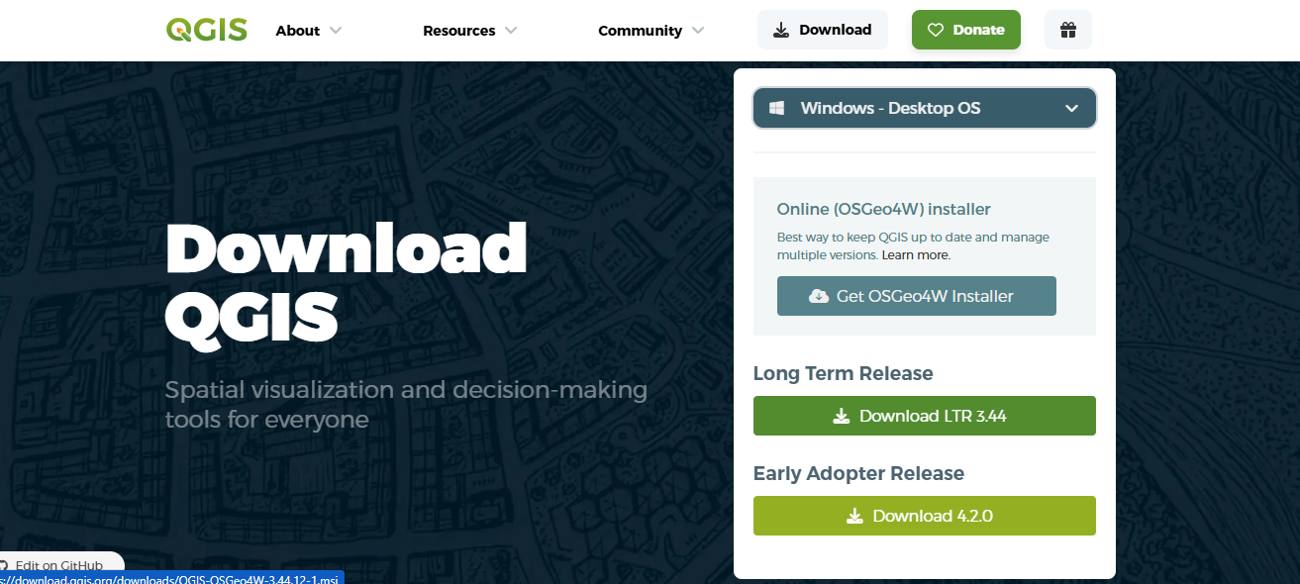 QGIS About Resources Community Download Donate
Windows - Desktop OS
Online (OSGeo4W) installer
Best way to keep QGIS up to date and manage
multiple versions. Learn more.
Get OSGeo4W Installer
Download
QGIS
Spatial visualization and decision-making
tools for everyone
Long Term Release
Download LTR 3.44
Early Adopter Release
Download 4.2.0
Edit on GitHub
s://download.qgis.org/downloads/QGIS-OSGeo4W-3.44.12-1.msi